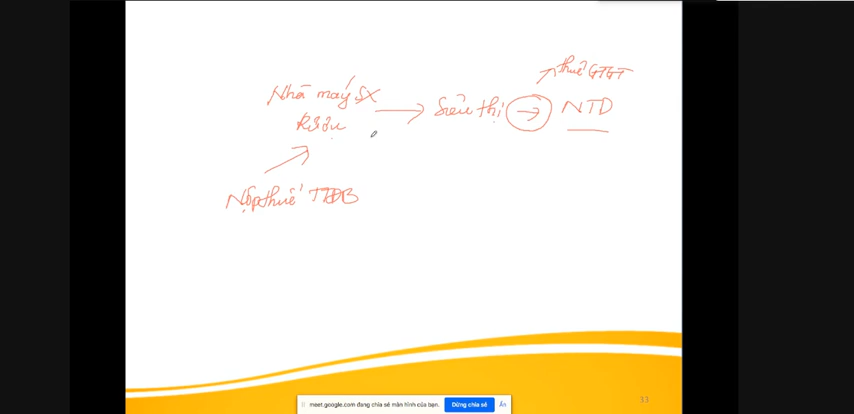 thuế GTGT
Nhà máy SX
Rượu
Siêu thị
NTD
Nộp thuế TTĐB
33
meet.google.com đang chia sẻ màn hình của bạn.
Dừng chia sẻ
Ẩn